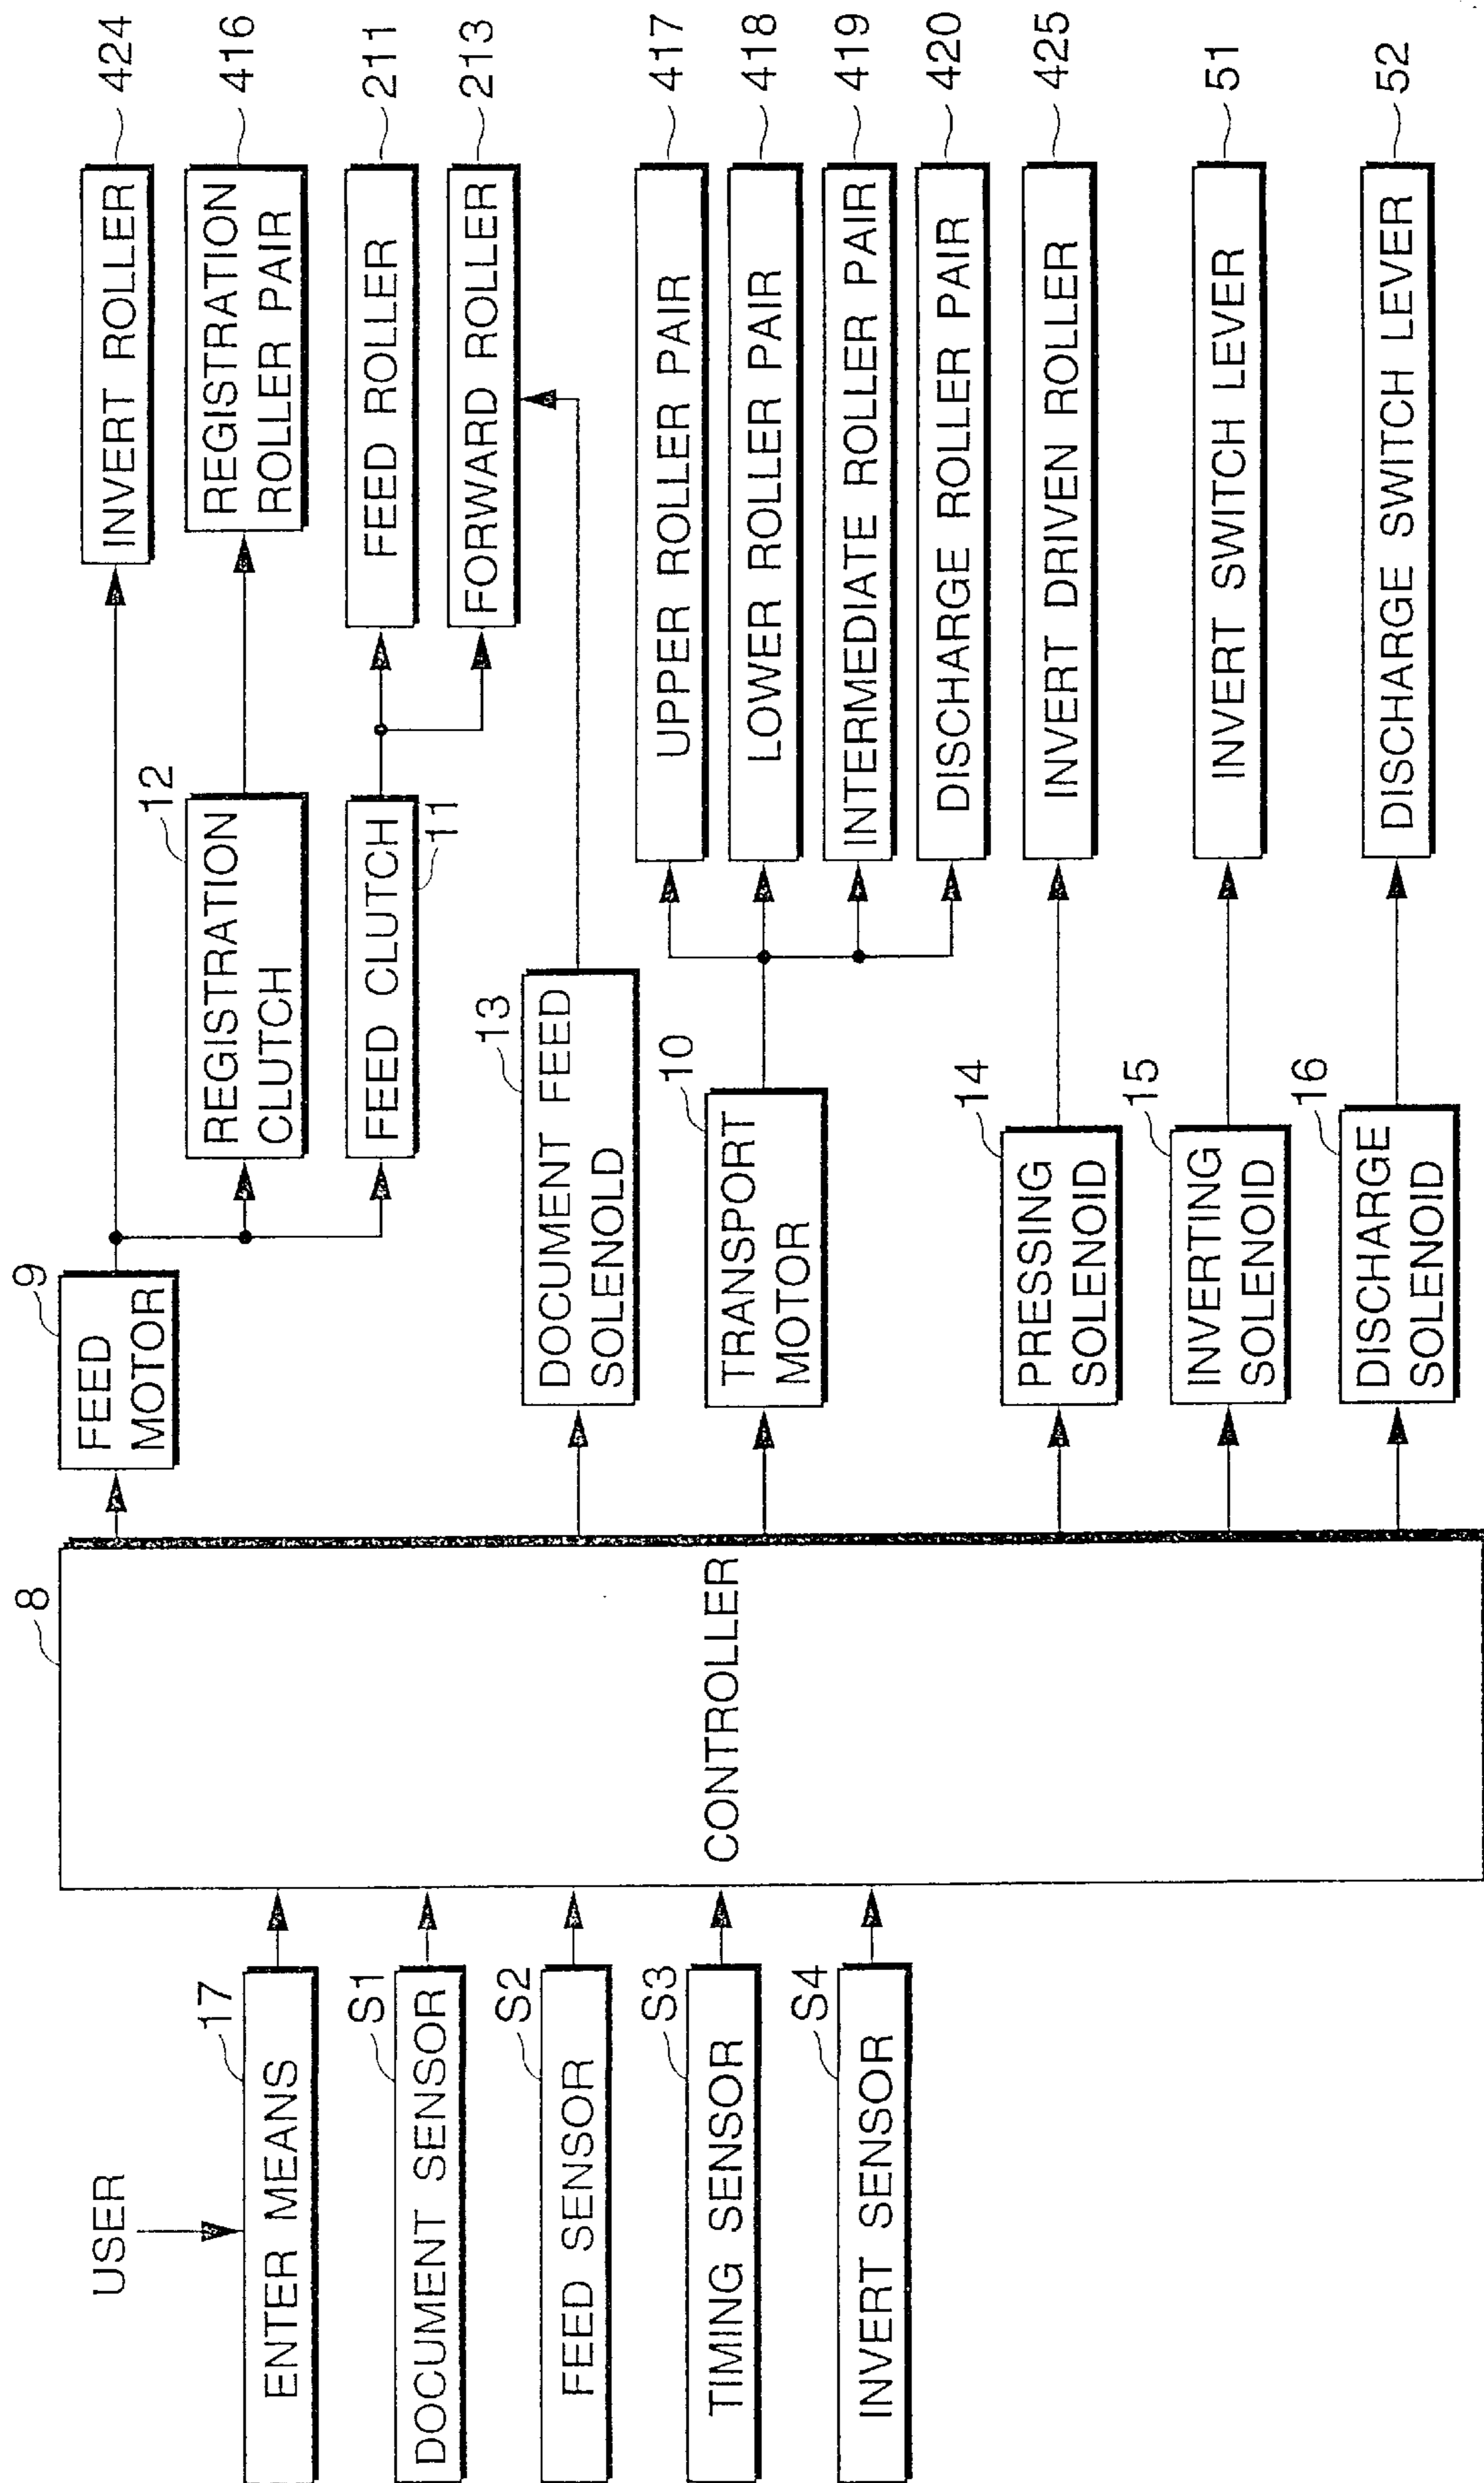 USER
17
ENTER MEANS
S1
DOCUMENT SENSOR
S2
FEED SENSOR
S3
TIMING SENSOR
S4
INVERT SENSOR
8
CONTROLLER
9
FEED
MOTOR
12
REGISTRATION
CLUTCH
FEED CLUTCH
11
13
DOCUMENT FEED
SOLENOLD
10
TRANSPORT
MOTOR
14
PRESSING
SOLENOID
15
INVERTING
SOLENOID
16
DISCHARGE
SOLENOID
INVERT ROLLER
424
REGISTRATION
ROLLER PAIR
416
FEED ROLLER
211
FORWARD ROLLER
213
UPPER ROLLER PAIR
417
LOWER ROLLER PAIR
418
INTERMEDIATE ROLLER PAIR
419
DISCHARGE ROLLER PAIR
420
INVERT DRIVEN ROLLER
425
INVERT SWITCH LEVER
51
DISCHARGE SWITCH LEVER
52